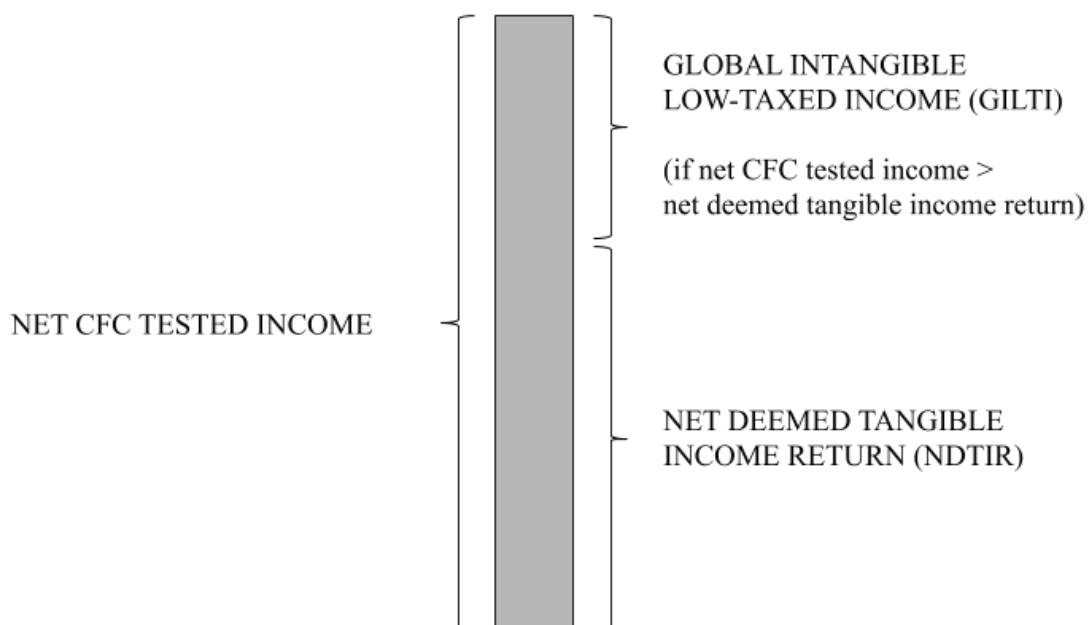 GLOBAL INTANGIBLE
LOW-TAXED INCOME (GILTI)
(if net CFC tested income >
net deemed tangible income return)
NET CFC TESTED INCOME
NET DEEMED TANGIBLE
INCOME RETURN (NDTIR)